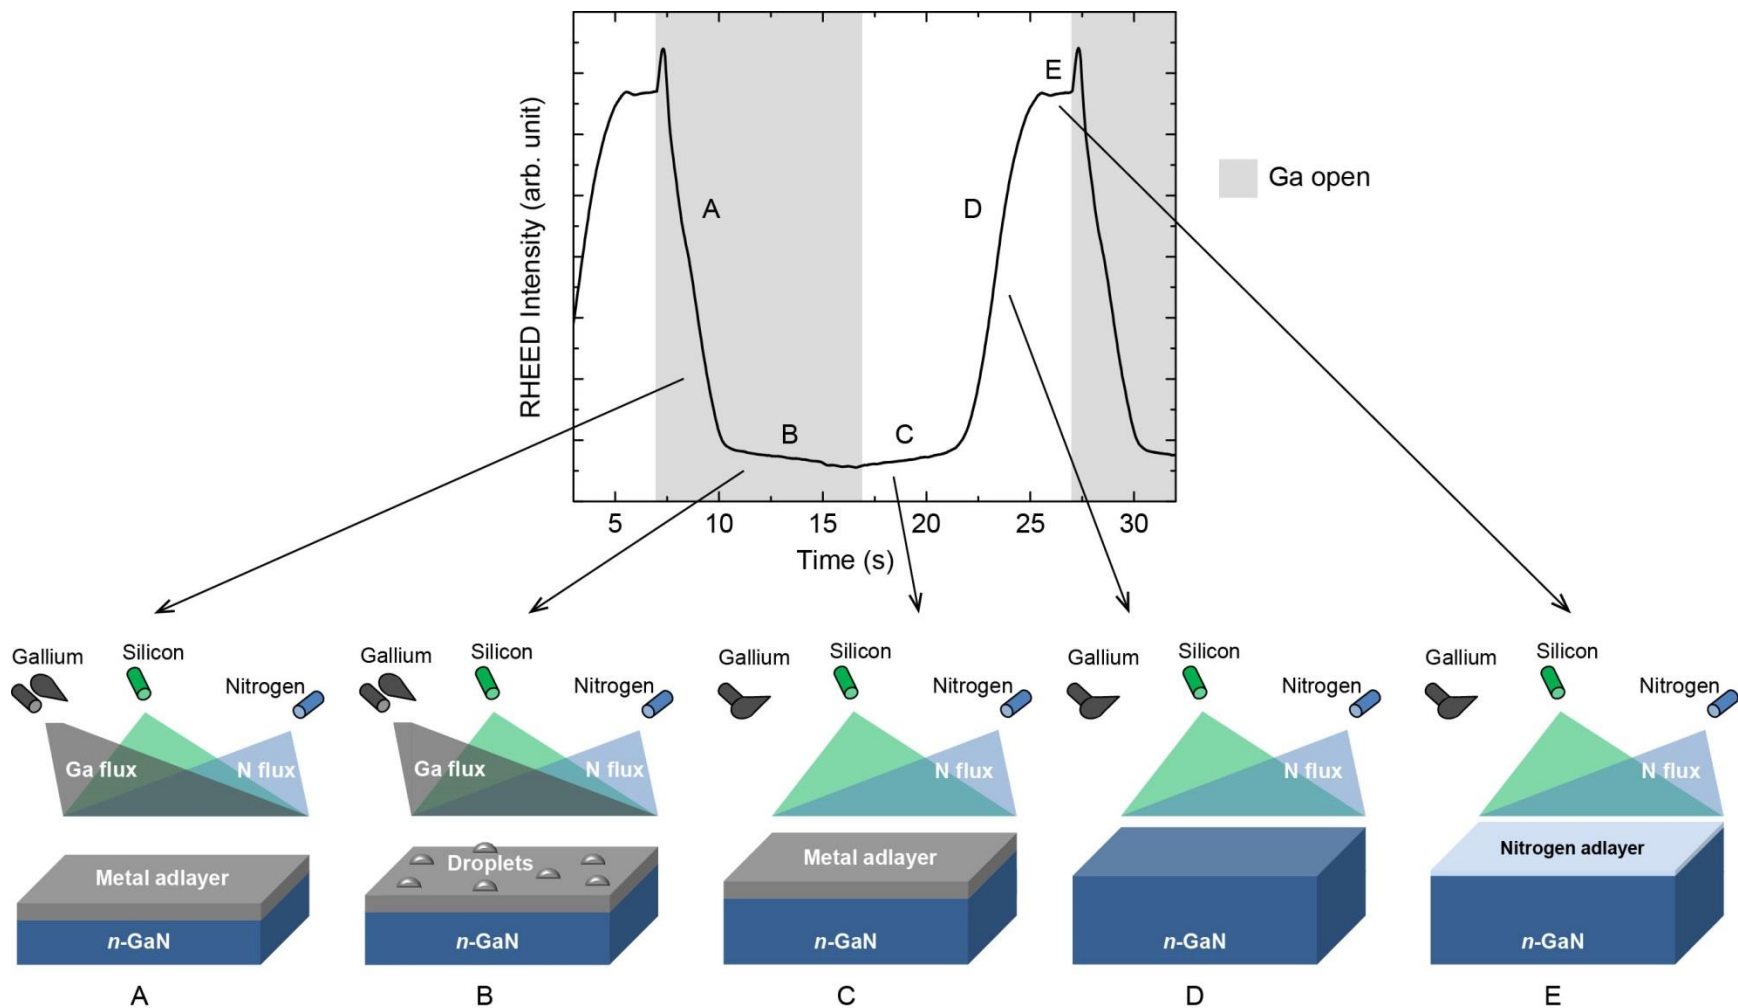 RHEED Intensity (arb. unit)
A
B
C
D
E
5
10
15
20
25
30
Time (s)
Ga open
Gallium
Silicon
Nitrogen
Ga flux
N flux
Metal adlayer
n-GaN
A
Gallium
Silicon
Nitrogen
Ga flux
N flux
Droplets
n-GaN
B
Gallium
Silicon
Nitrogen
N flux
Metal adlayer
n-GaN
C
Gallium
Silicon
Nitrogen
N flux
n-GaN
D
Gallium
Silicon
Nitrogen
N flux
Nitrogen adlayer
n-GaN
E